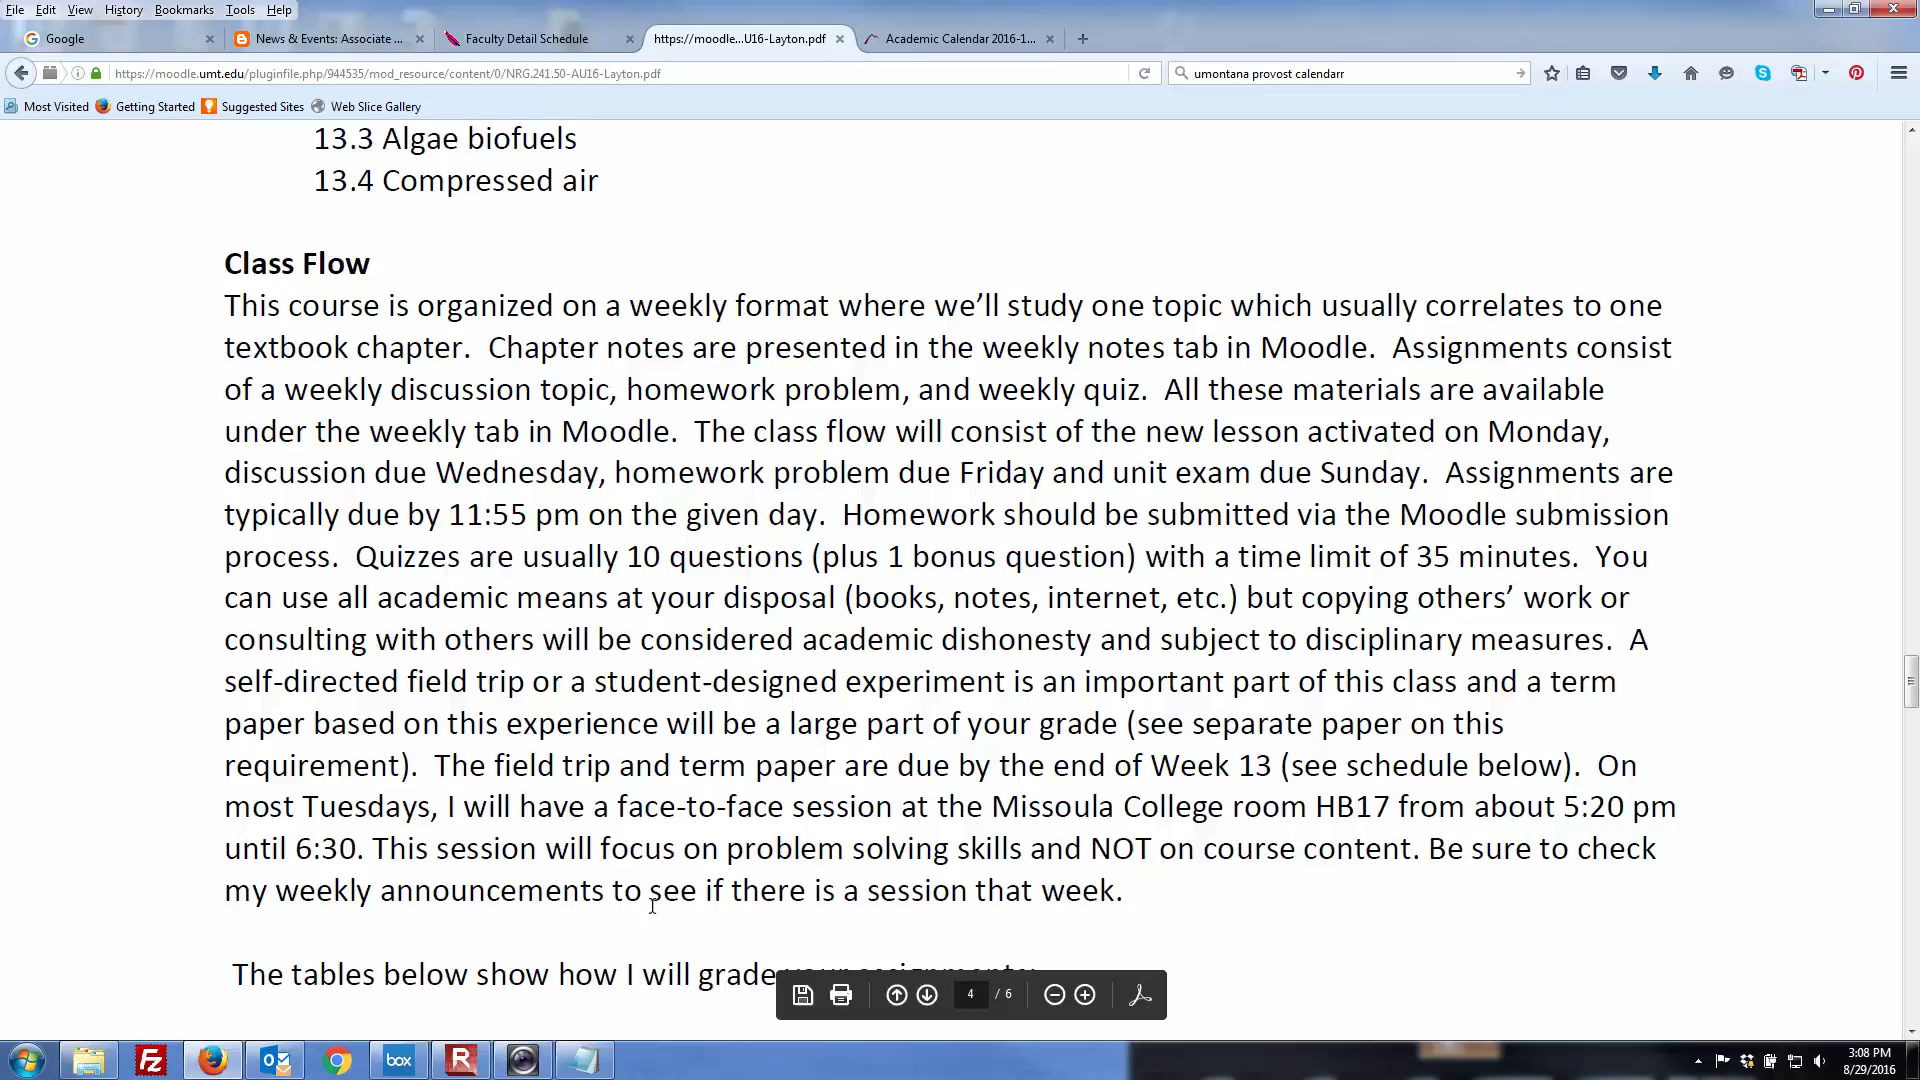 File Edit View History Bookmarks Tools Help
Google
News & Events: Associate ...
Faculty Detail Schedule
https://moodle...U16-Layton.pdf
Academic Calendar 2016-1...
https://moodle.umt.edu/pluginfile.php/944535/mod_resource/content/0/NRG.241.50-AU16-Layton.pdf
umontana provost calendarr
Most Visited Getting Started Suggested Sites Web Slice Gallery
13.3 Algae biofuels
13.4 Compressed air
Class Flow
This course is organized on a weekly format where we’ll study one topic which usually correlates to one
textbook chapter.  Chapter notes are presented in the weekly notes tab in Moodle.  Assignments consist
of a weekly discussion topic, homework problem, and weekly quiz.  All these materials are available
under the weekly tab in Moodle.  The class flow will consist of the new lesson activated on Monday,
discussion due Wednesday, homework problem due Friday and unit exam due Sunday.  Assignments are
typically due by 11:55 pm on the given day.  Homework should be submitted via the Moodle submission
process.  Quizzes are usually 10 questions (plus 1 bonus question) with a time limit of 35 minutes.  You
can use all academic means at your disposal (books, notes, internet, etc.) but copying others’ work or
consulting with others will be considered academic dishonesty and subject to disciplinary measures.  A
self-directed field trip or a student-designed experiment is an important part of this class and a term
paper based on this experience will be a large part of your grade (see separate paper on this
requirement).  The field trip and term paper are due by the end of Week 13 (see schedule below).  On
most Tuesdays, I will have a face-to-face session at the Missoula College room HB17 from about 5:20 pm
until 6:30. This session will focus on problem solving skills and NOT on course content. Be sure to check
my weekly announcements to see if there is a session that week.
The tables below show how I will grade your assignments:
4 / 6
box
3:08 PM
8/29/2016